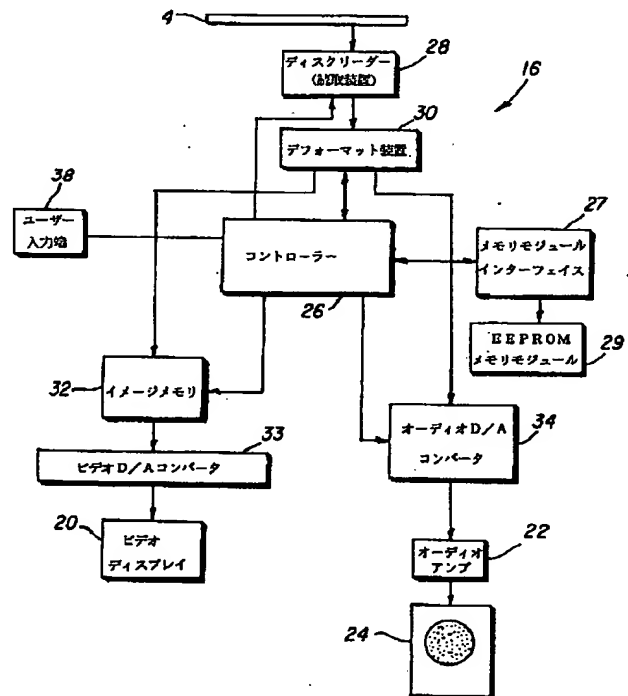 4
28
ディスクリーダー
(読取装置)
16
30
デフォーマット装置
38
ユーザー
入力端
27
メモリモジュール
インターフェイス
コントローラー
26
EEPROM
メモリモジュール
29
32
イメージメモリ
オーディオD/A
コンバータ
34
33
ビデオD/Aコンバータ
20
ビデオ
ディスプレイ
オーディオ
アンプ
22
24